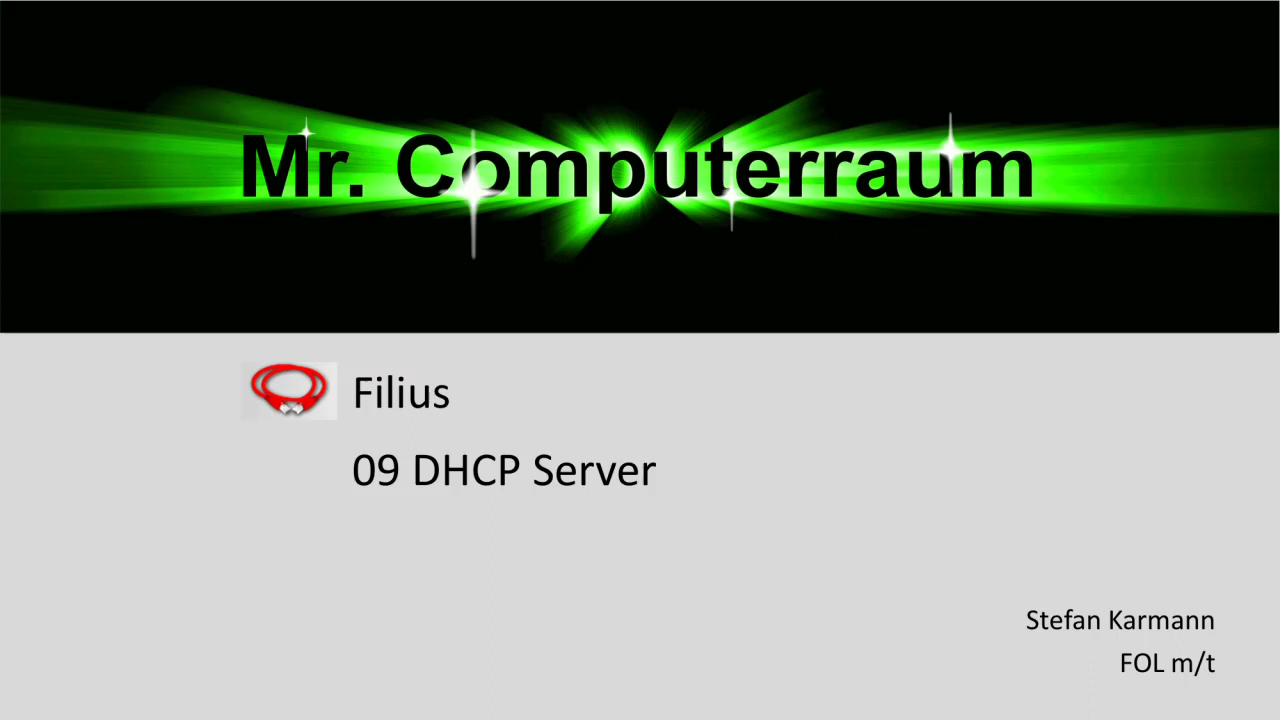 Mr. Computerraum
Filius
09 DHCP Server
Stefan Karmann
FOL m/t